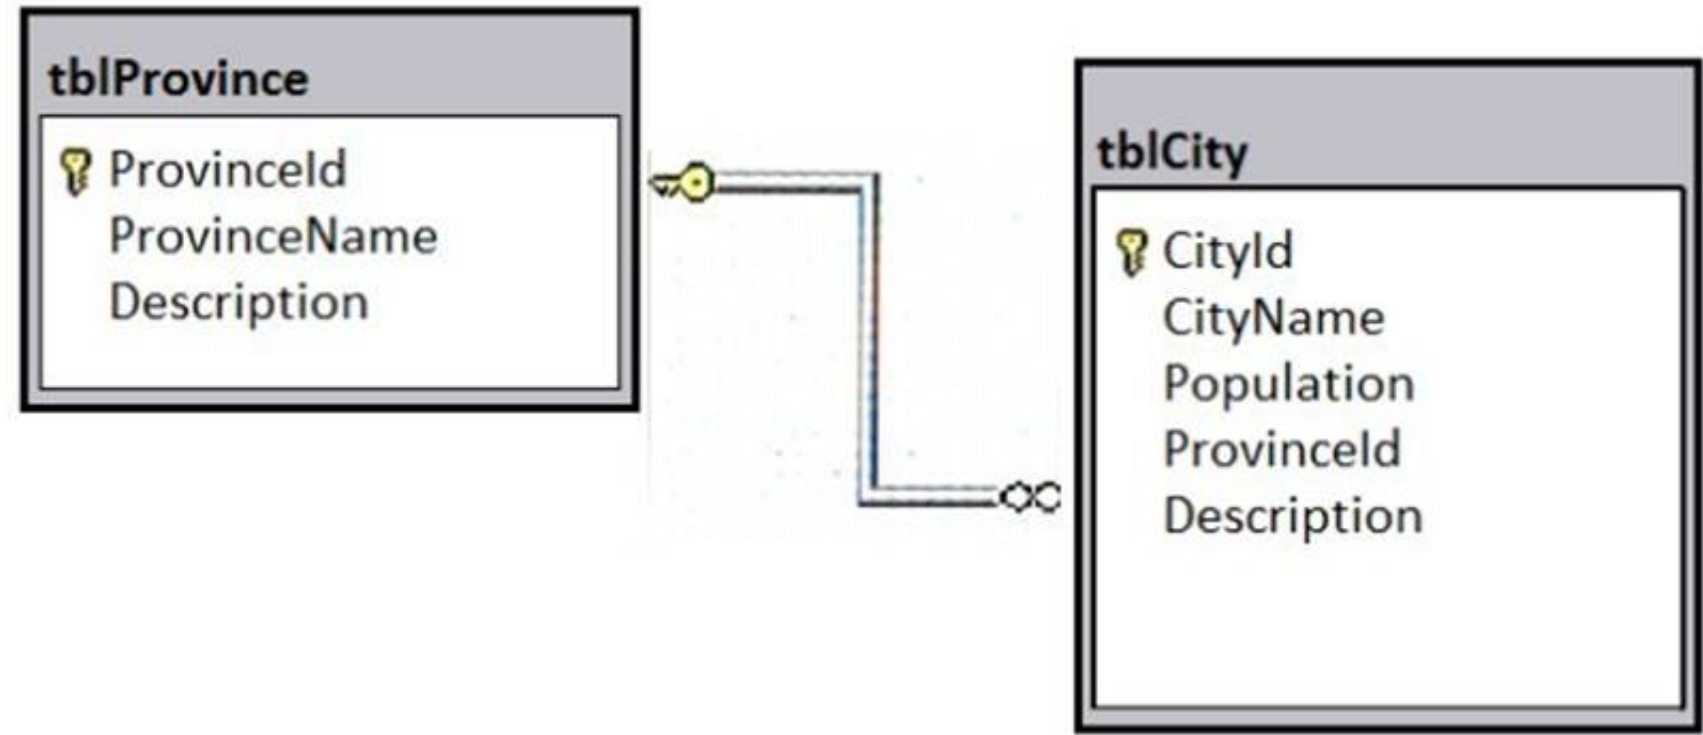 tblProvince
ProvinceId
ProvinceName
Description
tblCity
CityId
CityName
Population
ProvinceId
Description